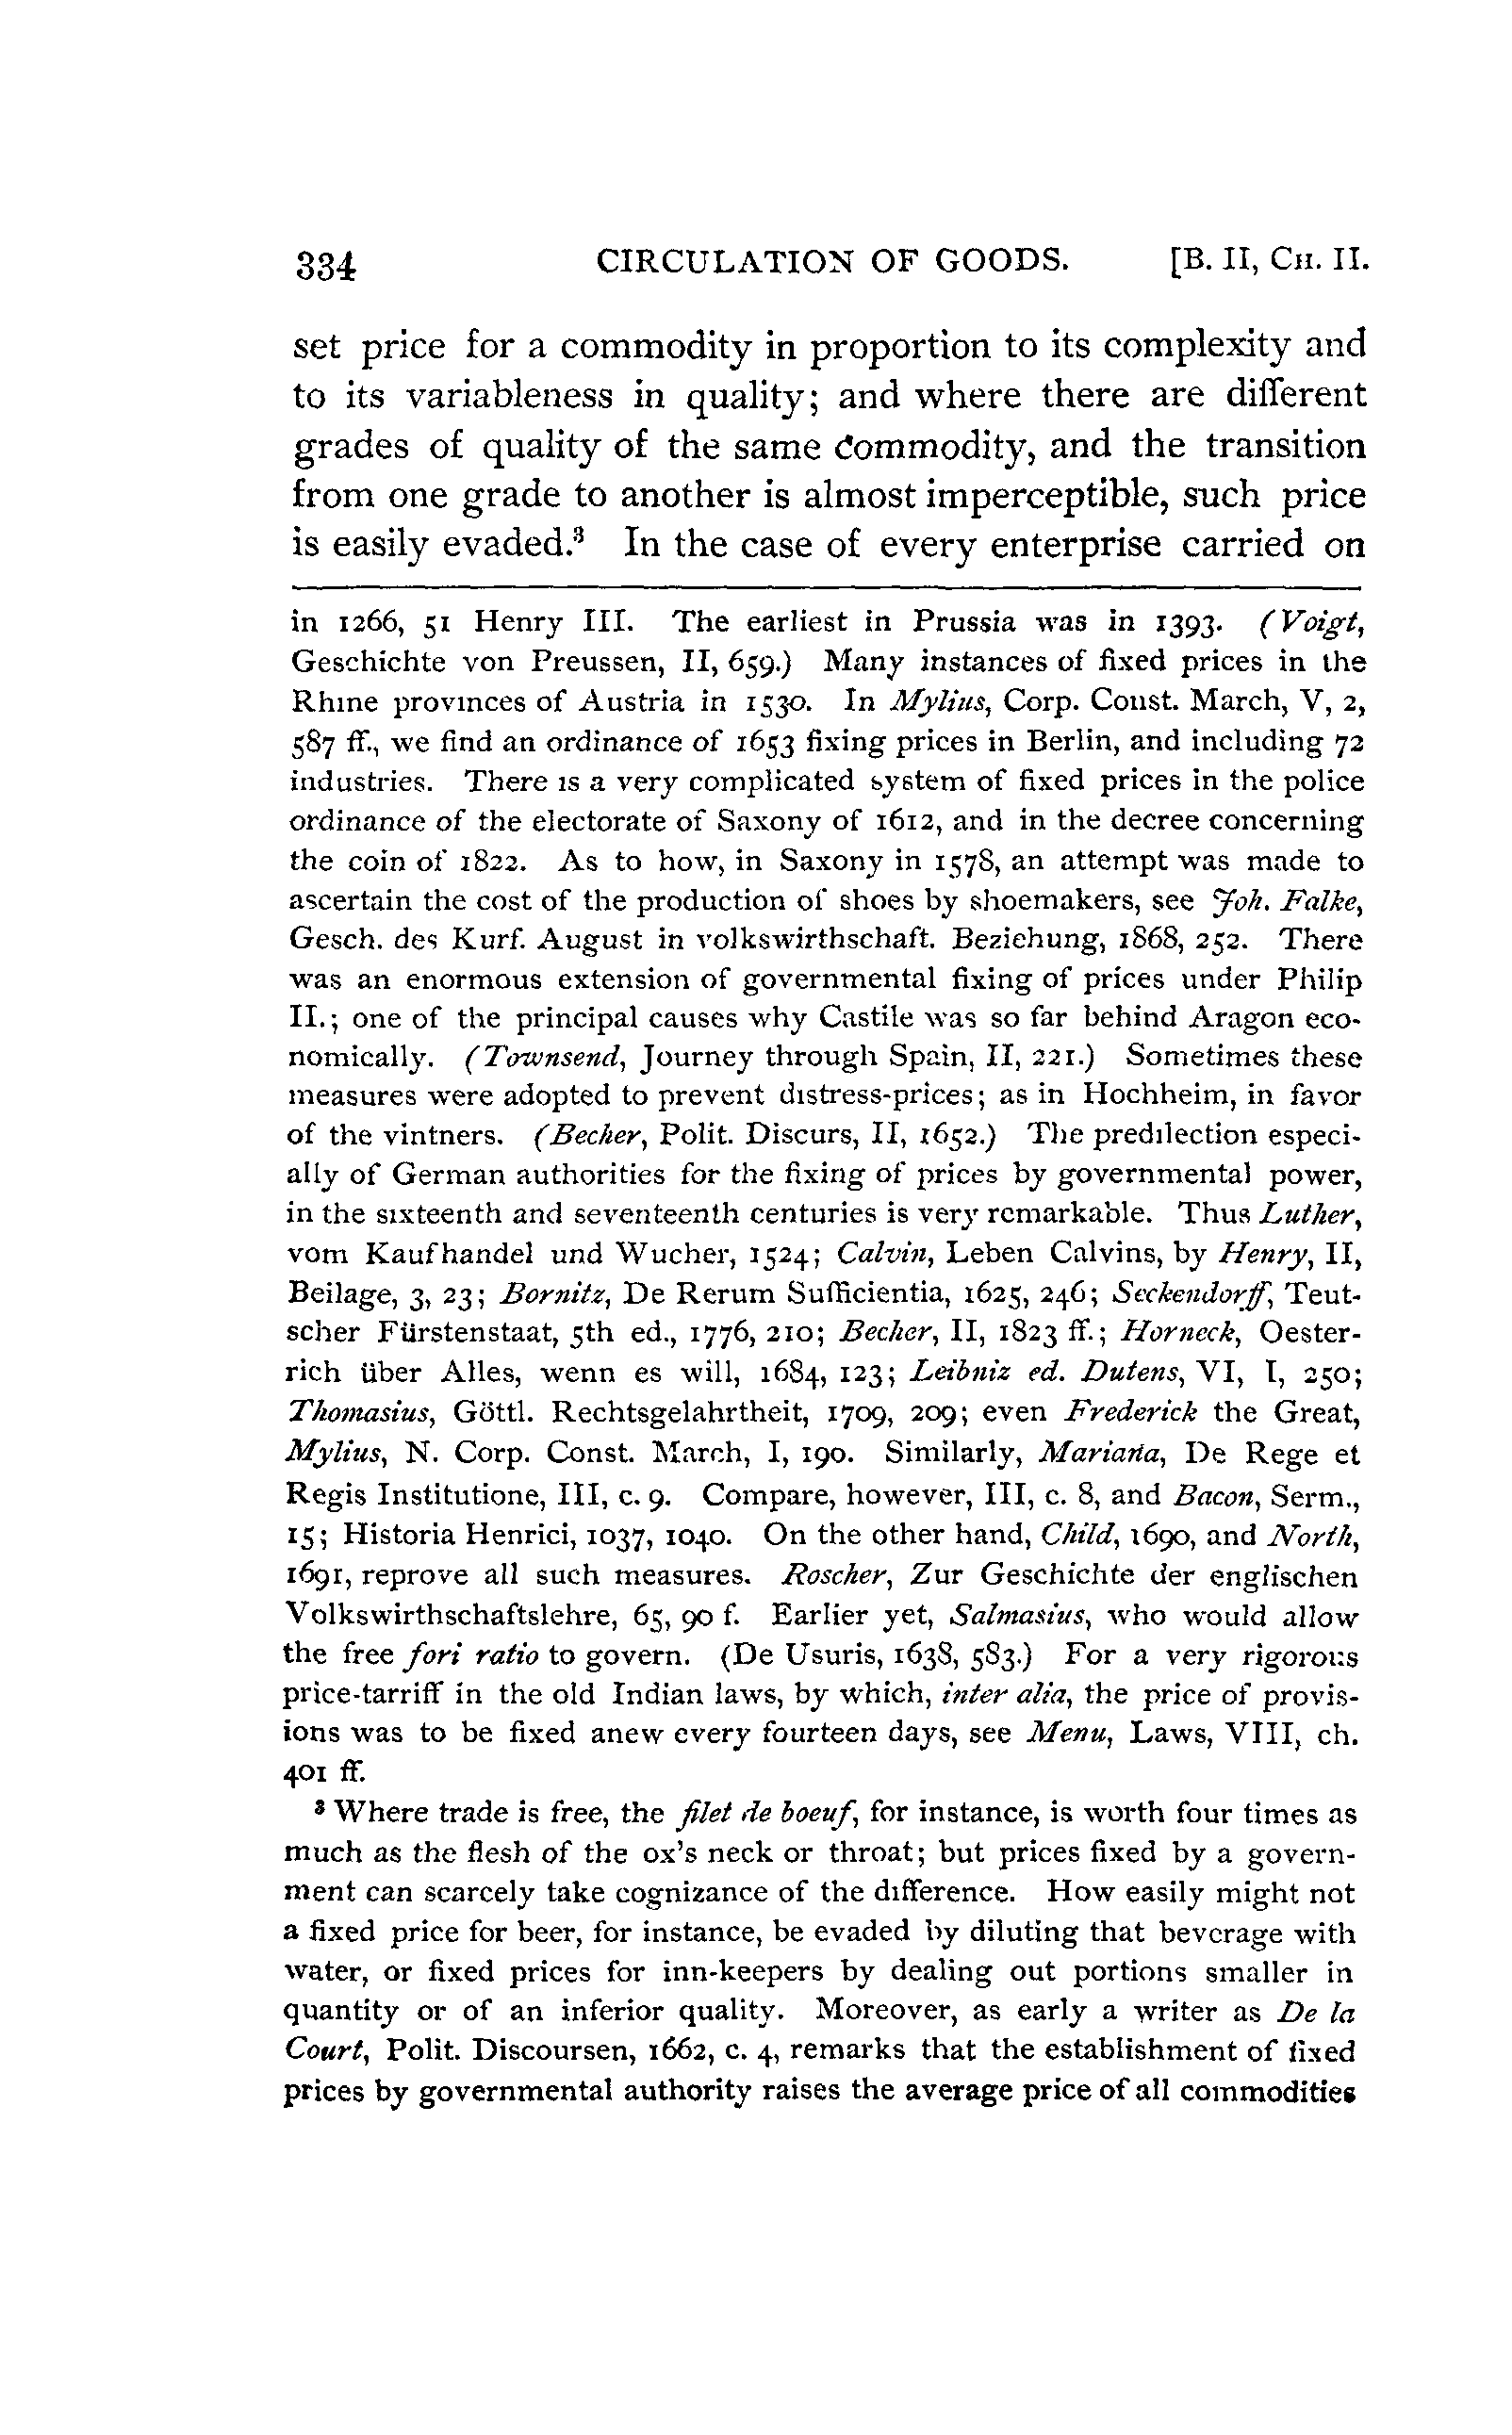 334 CIRCULATION OF GOODS. [B. II, CH. II.
set price for a commodity in proportion to its complexity and
to its variableness in quality; and where there are different
grades of quality of the same commodity, and the transition
from one grade to another is almost imperceptible, such price
is easily evaded.³ In the case of every enterprise carried on
in 1266, 51 Henry III. The earliest in Prussia was in 1393. (Voigt,
Geschichte von Preussen, II, 659.) Many instances of fixed prices in the
Rhine provinces of Austria in 1530. In Mylius, Corp. Const. March, V, 2,
587 ff., we find an ordinance of 1653 fixing prices in Berlin, and including 72
industries. There is a very complicated system of fixed prices in the police
ordinance of the electorate of Saxony of 1612, and in the decree concerning
the coin of 1822. As to how, in Saxony in 1578, an attempt was made to
ascertain the cost of the production of shoes by shoemakers, see Joh. Falke,
Gesch. des Kurf. August in volkswirthschaft. Beziehung, 1868, 252. There
was an enormous extension of governmental fixing of prices under Philip
II.; one of the principal causes why Castile was so far behind Aragon eco-
nomically. (Townsend, Journey through Spain, II, 221.) Sometimes these
measures were adopted to prevent distress-prices; as in Hochheim, in favor
of the vintners. (Becher, Polit. Discurs, II, 1652.) The predilection especi-
ally of German authorities for the fixing of prices by governmental power,
in the sixteenth and seventeenth centuries is very remarkable. Thus Luther,
vom Kaufhandel und Wucher, 1524; Calvin, Leben Calvins, by Henry, II,
Beilage, 3, 23; Bornitz, De Rerum Sufficientia, 1625, 246; Seckendorff, Teut-
scher Fürstenstaat, 5th ed., 1776, 210; Becher, II, 1823 ff.; Horneck, Oester-
rich über Alles, wenn es will, 1684, 123; Leibniz ed. Dutens, VI, I, 250;
Thomasius, Göttl. Rechtsgelahrtheit, 1709, 209; even Frederick the Great,
Mylius, N. Corp. Const. March, I, 190. Similarly, Mariana, De Rege et
Regis Institutione, III, c. 9. Compare, however, III, c. 8, and Bacon, Serm.,
15; Historia Henrici, 1037, 1040. On the other hand, Child, 1690, and North,
1691, reprove all such measures. Roscher, Zur Geschichte der englischen
Volkswirthschaftslehre, 65, 90 f. Earlier yet, Salmasius, who would allow
the free fori ratio to govern. (De Usuris, 1638, 583.) For a very rigorous
price-tarriff in the old Indian laws, by which, inter alia, the price of provis-
ions was to be fixed anew every fourteen days, see Menu, Laws, VIII, ch.
401 ff.
³ Where trade is free, the filet de boeuf, for instance, is worth four times as
much as the flesh of the ox's neck or throat; but prices fixed by a govern-
ment can scarcely take cognizance of the difference. How easily might not
a fixed price for beer, for instance, be evaded by diluting that beverage with
water, or fixed prices for inn-keepers by dealing out portions smaller in
quantity or of an inferior quality. Moreover, as early a writer as De la
Court, Polit. Discoursen, 1662, c. 4, remarks that the establishment of fixed
prices by governmental authority raises the average price of all commodities